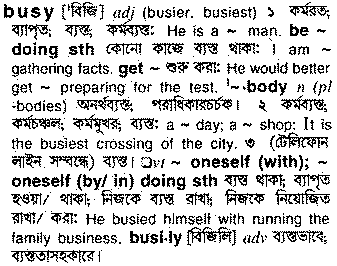 busy [ˈবিজ়ি] adj (busier, busiest) ১ কর্মরত;
ব্যাপৃত; ব্যস্ত, কর্মব্যস্ত: He is a ~ man. be ~
doing sth কোনো কাজে ব্যস্ত থাকা: I am ~
gathering facts. get ~ শুরু করা: He would better
get ~ preparing for the test. ˈ~-body n (pl
-bodies) অনর্থব্যস্ত, পরাধিকারচর্চক। ২ কর্মব্যস্ত,
কর্মচঞ্চল; কর্মমুখর; ব্যস্ত: a ~ day; a ~ shop: It is
the busiest crossing of the city. ৩ (টেলিফোন
লাইন সম্বন্ধে) ব্যস্ত। □vt ~ oneself (with); ~
oneself (by/ in) doing sth ব্যস্ত থাকা; ব্যাপৃত
হওয়া/ থাকা; নিজেকে ব্যস্ত রাখা; নিজেকে নিয়োজিত
রাখা/ করা: He busied himself with running the
family business. busi.ly [বিজ়িলি] adv ব্যস্তভাবে;
ব্যস্ততাসহকারে।